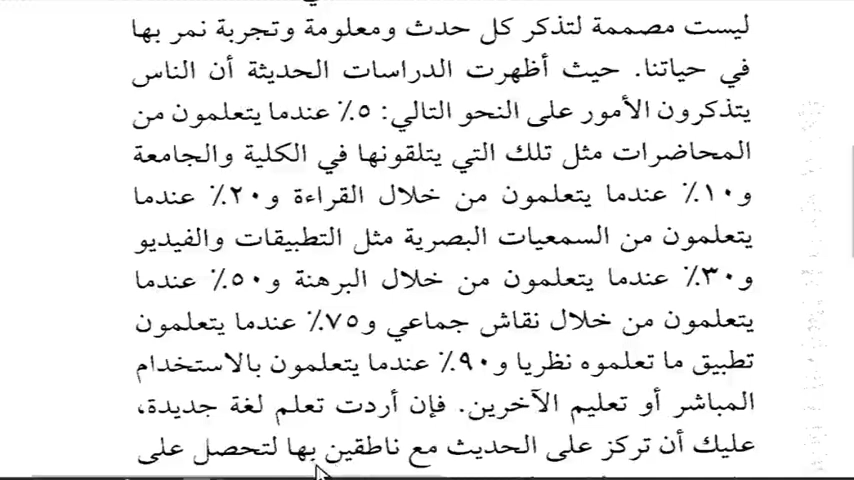 ليست مصممة لتذكر كل حدث ومعلومة وتجربة نمر بها
في حياتنا. حيث أظهرت الدراسات الحديثة أن الناس
يتذكرون الأمور على النحو التالي: ٥٪ عندما يتعلمون من
المحاضرات مثل تلك التي يتلقونها في الكلية والجامعة
و١٠٪ عندما يتعلمون من خلال القراءة و٢٠٪ عندما
يتعلمون من السمعيات البصرية مثل التطبيقات والفيديو
و٣٠٪ عندما يتعلمون من خلال البرهنة و٥٠٪ عندما
يتعلمون من خلال نقاش جماعي و٧٥٪ عندما يتعلمون
تطبيق ما تعلموه نظريا و٩٠٪ عندما يتعلمون بالاستخدام
المباشر أو تعليم الآخرين. فإن أردت تعلم لغة جديدة،
عليك أن تركز على الحديث مع ناطقين بها لتحصل على